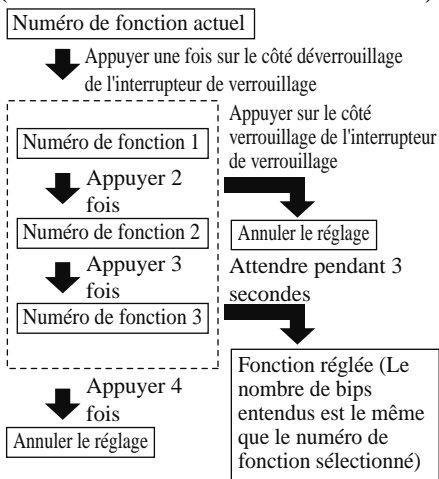 (
)
Numéro de fonction actuel
Appuyer une fois sur le côté déverrouillage
de l'interrupteur de verrouillage
Numéro de fonction 1
Appuyer 2
fois
Numéro de fonction 2
Appuyer 3
fois
Numéro de fonction 3
Appuyer 4
fois
Annuler le réglage
Appuyer sur le côté
verrouillage de l'interrupteur
de verrouillage
Annuler le réglage
Attendre pendant 3
secondes
Fonction réglée (Le
nombre de bips
entendus est le même
que le numéro de
fonction sélectionné)